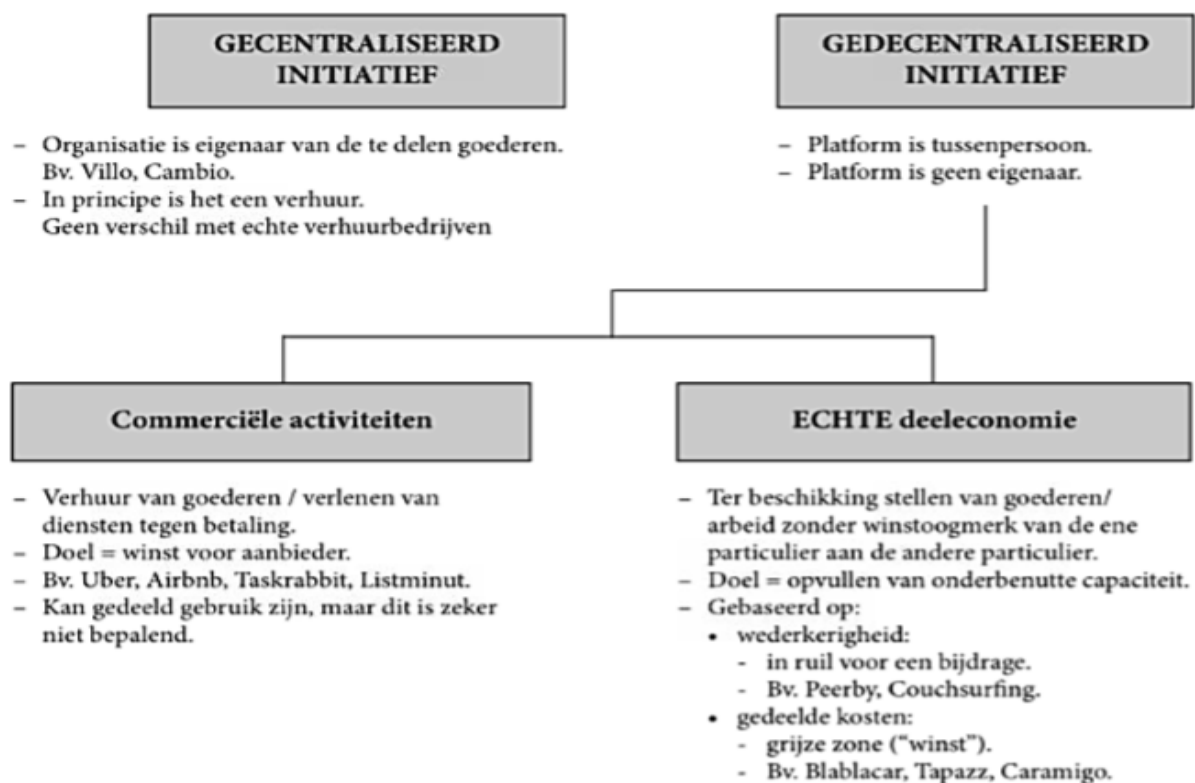 GECENTRALISEERD
INITIATIEF
– Organisatie is eigenaar van de te delen goederen.
Bv. Villo, Cambio.
– In principe is het een verhuur.
Geen verschil met echte verhuurbedrijven
GEDECENTRALISEERD
INITIATIEF
– Platform is tussenpersoon.
– Platform is geen eigenaar.
Commerciële activiteiten
– Verhuur van goederen / verlenen van
diensten tegen betaling.
– Doel = winst voor aanbieder.
– Bv. Uber, Airbnb, Taskrabbit, Listminut.
– Kan gedeeld gebruik zijn, maar dit is zeker
niet bepalend.
ECHTE deeleconomie
– Ter beschikking stellen van goederen/
arbeid zonder winstoogmerk van de ene
particulier aan de andere particulier.
– Doel = opvullen van onderbenutte capaciteit.
– Gebaseerd op:
• wederkerigheid:
- in ruil voor een bijdrage.
- Bv. Peerby, Couchsurfing.
• gedeelde kosten:
- grijze zone (“winst”).
- Bv. Blablacar, Tapazz, Caramigo.